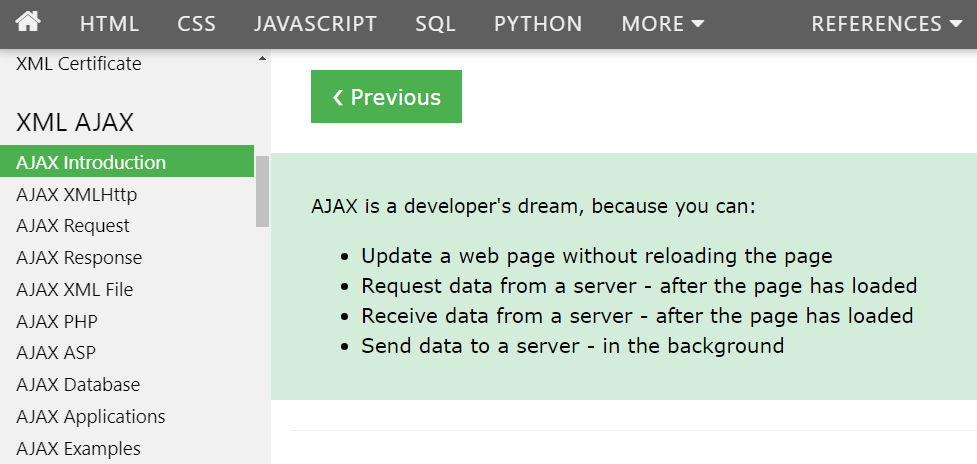 HTML CSS JAVASCRIPT SQL PYTHON MORE REFERENCES
XML Certificate
XML AJAX
AJAX Introduction
AJAX XMLHttp
AJAX Request
AJAX Response
AJAX XML File
AJAX PHP
AJAX ASP
AJAX Database
AJAX Applications
AJAX Examples
❮ Previous
AJAX is a developer's dream, because you can:
• Update a web page without reloading the page
• Request data from a server - after the page has loaded
• Receive data from a server - after the page has loaded
• Send data to a server - in the background